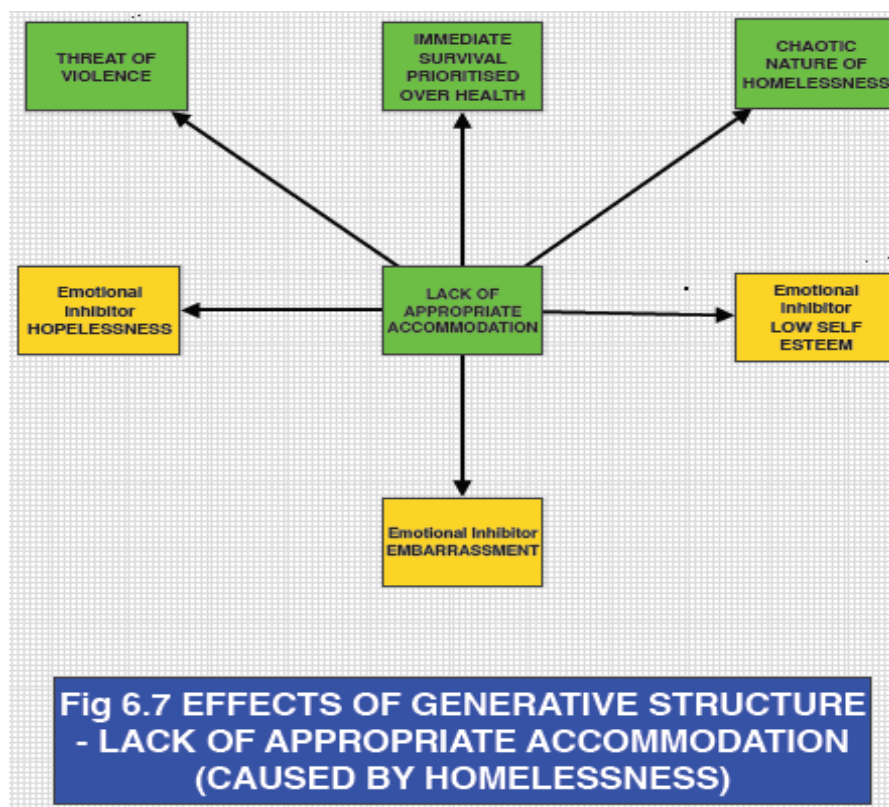 THREAT OF
VIOLENCE
IMMEDIATE
SURVIVAL
PRIORITISED
OVER HEALTH
CHAOTIC
NATURE OF
HOMELESSNESS
Emotional
Inhibitor
HOPELESSNESS
LACK OF
APPROPRIATE
ACCOMMODATION
Emotional
Inhibitor
LOW SELF
ESTEEM
Emotional Inhibitor
EMBARRASSMENT
Fig 6.7 EFFECTS OF GENERATIVE STRUCTURE
- LACK OF APPROPRIATE ACCOMMODATION
(CAUSED BY HOMELESSNESS)